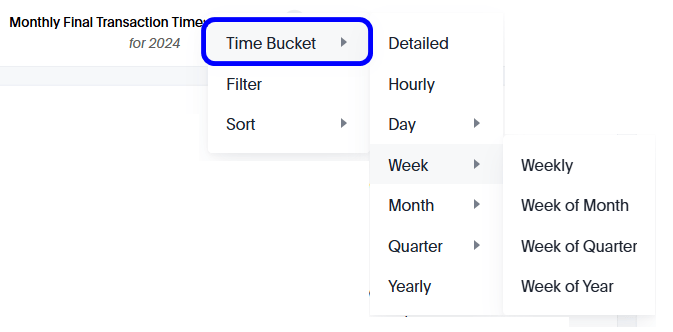 Monthly Final Transaction Time
for 2024
Time Bucket
Filter
Sort
Detailed
Hourly
Day
Week
Month
Quarter
Yearly
Weekly
Week of Month
Week of Quarter
Week of Year